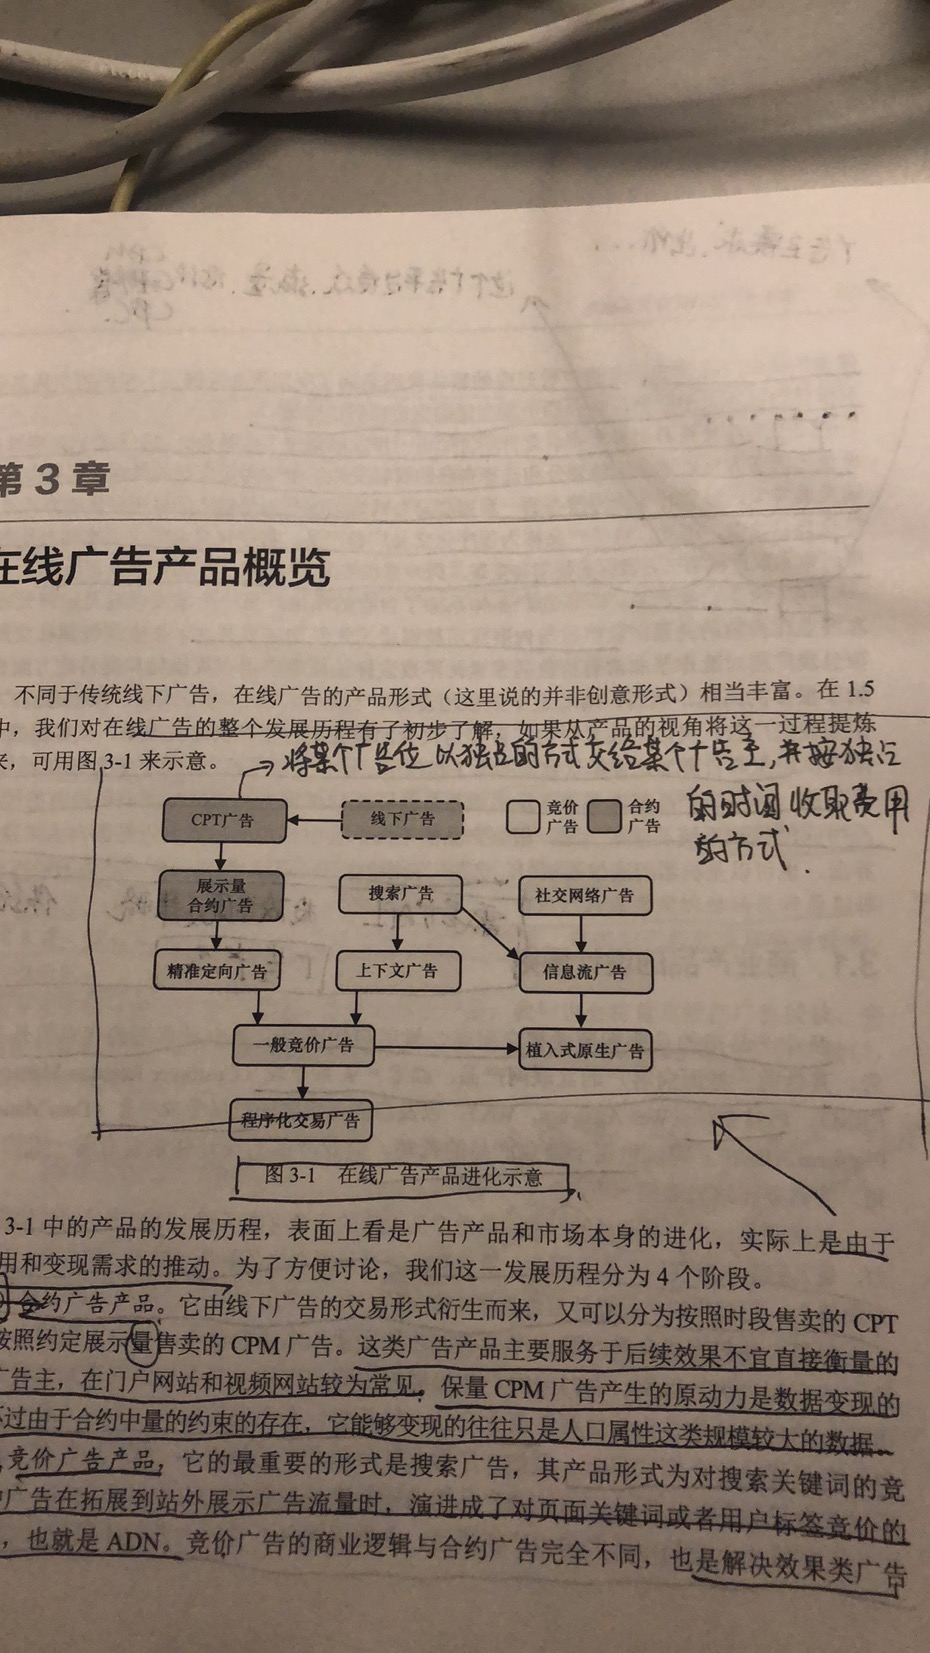 第 3 章
在线广告产品概览
不同于传统线下广告，在线广告的产品形式（这里说的并非创意形式）相当丰富。在 1.5
中，我们对在线广告的整个发展历程有了初步了解，如果从产品的视角将这一过程提炼
来，可用图 3-1 来示意。
将某个广告位以独占的方式交给某个广告主，并按独占
的时间收取费用
的方式．
CPT广告
线下广告
竞价
广告
合约
广告
展示量
合约广告
搜索广告
社交网络广告
精准定向广告
上下文广告
信息流广告
一般竞价广告
植入式原生广告
程序化交易广告
图 3-1 在线广告产品进化示意
3-1 中的产品的发展历程，表面上看是广告产品和市场本身的进化，实际上是由于
用和变现需求的推动。为了方便讨论，我们这一发展历程分为 4 个阶段。
合约广告产品。它由线下广告的交易形式衍生而来，又可以分为按照时段售卖的 CPT
按照约定展示量售卖的 CPM 广告。这类广告产品主要服务于后续效果不宜直接衡量的
广告主，在门户网站和视频网站较为常见。保量 CPM 广告产生的原动力是数据变现的
不过由于合约中量的约束的存在，它能够变现的往往只是人口属性这类规模较大的数据。
竞价广告产品，它的最重要的形式是搜索广告，其产品形式为对搜索关键词的竞
广告在拓展到站外展示广告流量时，演进成了对页面关键词或者用户标签竞价的
，也就是 ADN。竞价广告的商业逻辑与合约广告完全不同，也是解决效果类广告